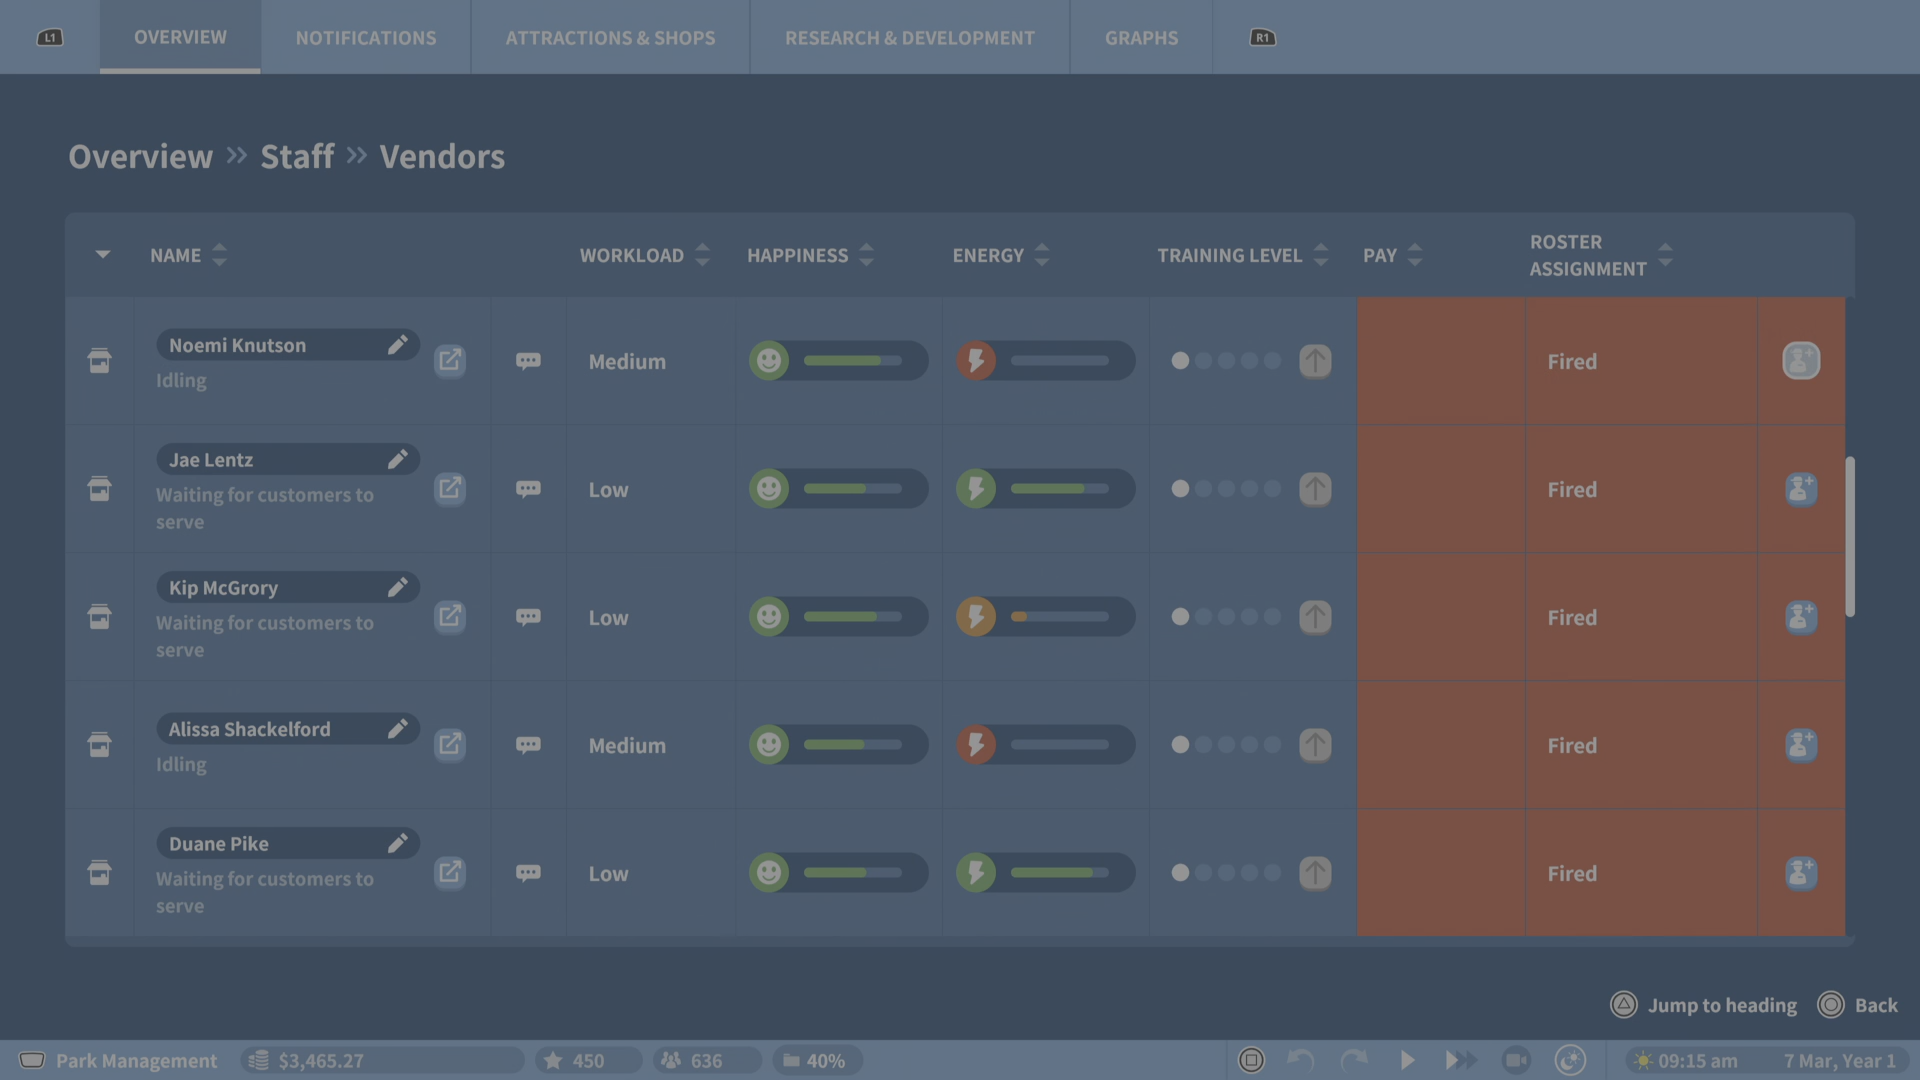 L1
OVERVIEW
NOTIFICATIONS
ATTRACTIONS & SHOPS
RESEARCH & DEVELOPMENT
GRAPHS
R1
Overview » Staff » Vendors
NAME
WORKLOAD
HAPPINESS
ENERGY
TRAINING LEVEL
PAY
ROSTER
ASSIGNMENT
Noemi Knutson
Idling
Medium
Fired
Jae Lentz
Waiting for customers to
serve
Low
Fired
Kip McGrory
Waiting for customers to
serve
Low
Fired
Alissa Shackelford
Idling
Medium
Fired
Duane Pike
Waiting for customers to
serve
Low
Fired
Jump to heading
Back
Park Management
$3,465.27
450
636
40%
09:15 am
7 Mar, Year 1